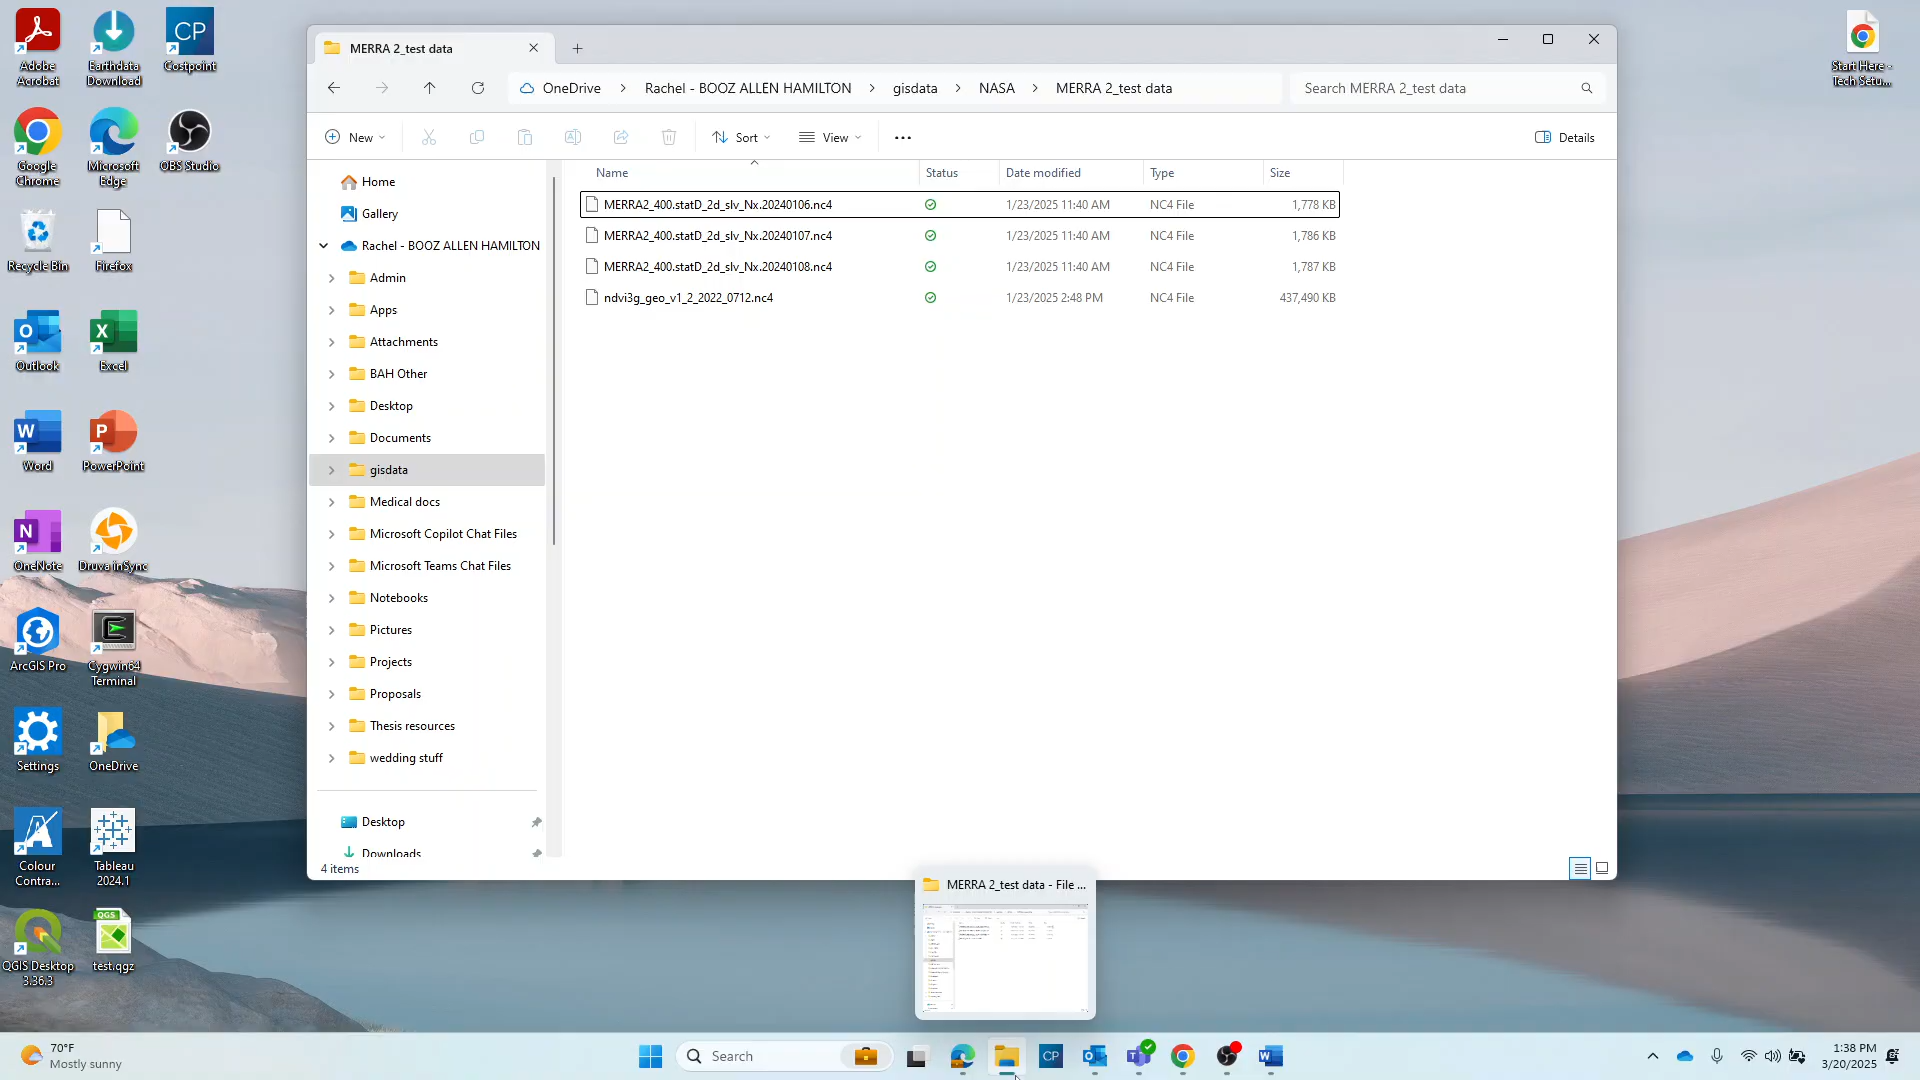 Adobe
Acrobat
Earthdata
Download
CP
Costpoint
Google
Chrome
Microsoft
Edge
OBS Studio
Recycle Bin
Firefox
Outlook
Excel
Word
PowerPoint
OneNote
Druva inSync
ArcGIS Pro
Cygwin64
Terminal
Settings
OneDrive
Colour
Contra...
Tableau
2024.1
QGIS Desktop
3.36.3
QGS
test.qgz
Start Here -
Tech Setu...
MERRA 2_test data
OneDrive > Rachel - BOOZ ALLEN HAMILTON > gisdata > NASA > MERRA 2_test data
Search MERRA 2_test data
New
Sort
View
Details
Home
Gallery
Rachel - BOOZ ALLEN HAMILTON
Admin
Apps
Attachments
BAH Other
Desktop
Documents
gisdata
Medical docs
Microsoft Copilot Chat Files
Microsoft Teams Chat Files
Notebooks
Pictures
Projects
Proposals
Thesis resources
wedding stuff
Desktop
Downloads
4 items
Name Status Date modified Type Size
MERRA2_400.statD_2d_slv_Nx.20240106.nc4 1/23/2025 11:40 AM NC4 File 1,778 KB
MERRA2_400.statD_2d_slv_Nx.20240107.nc4 1/23/2025 11:40 AM NC4 File 1,786 KB
MERRA2_400.statD_2d_slv_Nx.20240108.nc4 1/23/2025 11:40 AM NC4 File 1,787 KB
ndvi3g_geo_v1_2_2022_0712.nc4 1/23/2025 2:48 PM NC4 File 437,490 KB
MERRA 2_test data - File ...
70°F
Mostly sunny
Search
CP
1:38 PM
3/20/2025